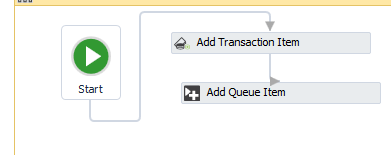 Add Transaction Item
Start
Add Queue Item